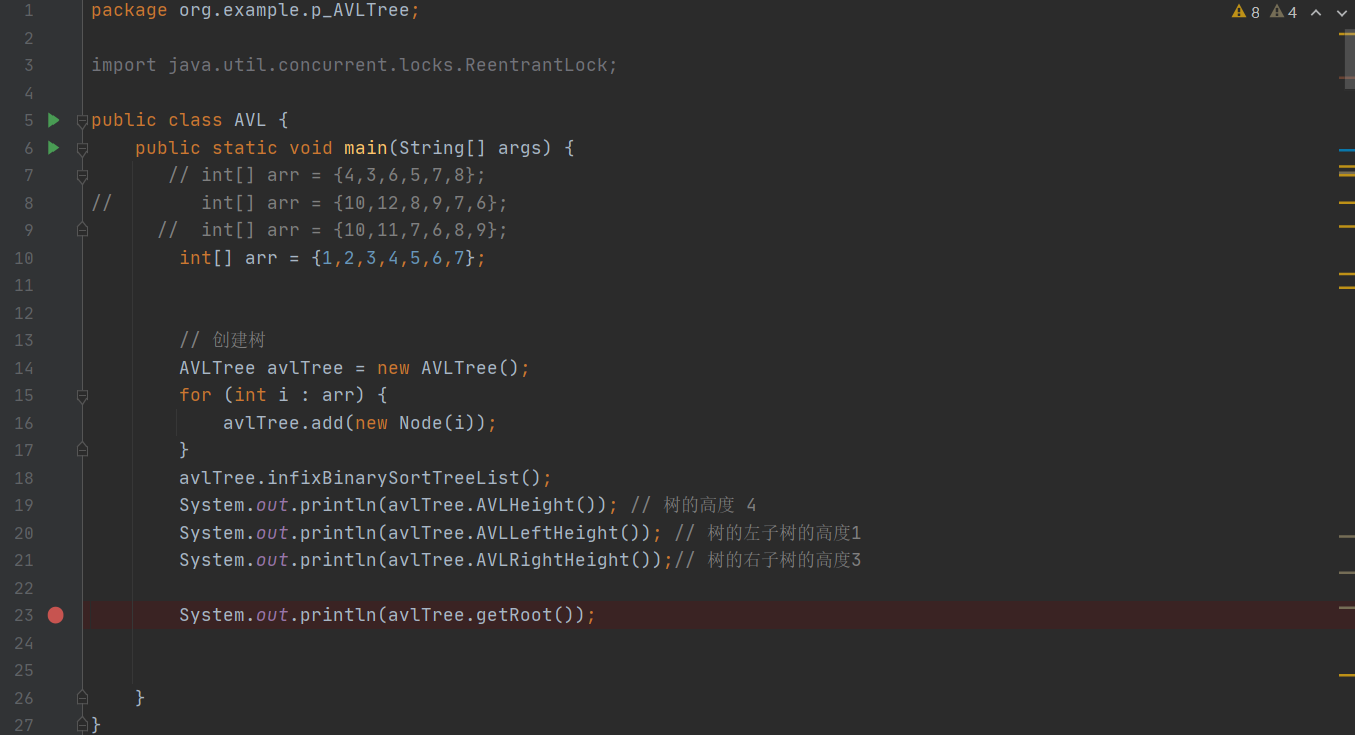 8 4
1 package org.example.p_AVLTree;
2
3 import java.util.concurrent.locks.ReentrantLock;
4
5 public class AVL {
6     public static void main(String[] args) {
7        // int[] arr = {4,3,6,5,7,8};
8 //        int[] arr = {10,12,8,9,7,6};
9       //  int[] arr = {10,11,7,6,8,9};
10         int[] arr = {1,2,3,4,5,6,7};
11
12
13         // 创建树
14         AVLTree avlTree = new AVLTree();
15         for (int i : arr) {
16             avlTree.add(new Node(i));
17         }
18         avlTree.infixBinarySortTreeList();
19         System.out.println(avlTree.AVLHeight()); // 树的高度 4
20         System.out.println(avlTree.AVLLeftHeight()); // 树的左子树的高度1
21         System.out.println(avlTree.AVLRightHeight());// 树的右子树的高度3
22
23         System.out.println(avlTree.getRoot());
24
25
26     }
27 }